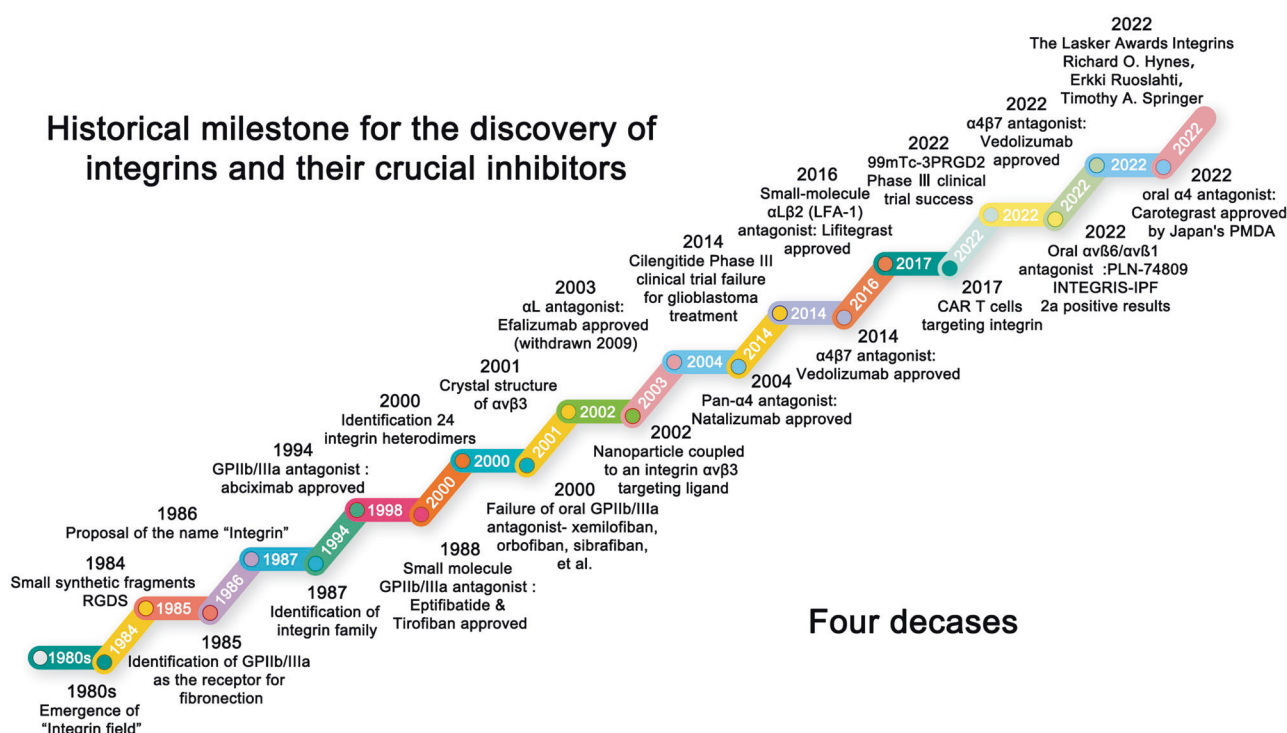 Historical milestone for the discovery of
integrins and their crucial inhibitors
1980s
1980s
Emergence of
“Integrin field”
1984
1984
Small synthetic fragments
RGDS
1985
1985
Identification of GPIIb/IIIa
as the receptor for
fibronection
1986
1986
Proposal of the name “Integrin”
1987
1987
Identification of
integrin family
1994
1994
GPIIb/IIIa antagonist :
abciximab approved
1998
1988
Small molecule
GPIIb/IIIa antagonist :
Eptifibatide &
Tirofiban approved
2000
2000
Identification 24
integrin heterodimers
2000
2000
Failure of oral GPIIb/IIIa
antagonist- xemilofiban,
orbofiban, sibrafiban,
et al.
2001
2001
Crystal structure
of αvβ3
2002
2002
Nanoparticle coupled
to an integrin αvβ3
targeting ligand
2003
2003
αL antagonist:
Efalizumab approved
(withdrawn 2009)
2004
2004
Pan-α4 antagonist:
Natalizumab approved
2014
2014
Cilengitide Phase III
clinical trial failure
for glioblastoma
treatment
2014
2014
α4β7 antagonist:
Vedolizumab approved
2016
2016
Small-molecule
αLβ2 (LFA-1)
antagonist: Lifitegrast
approved
2017
2017
CAR T cells
targeting integrin
2022
2022
99mTc-3PRGD2
Phase Ⅲ clinical
trial success
2022
2022
Oral αvß6/αvß1
antagonist :PLN-74809
INTEGRIS-IPF
2a positive results
2022
2022
α4β7 antagonist:
Vedolizumab
approved
2022
2022
oral α4 antagonist:
Carotegrast approved
by Japan's PMDA
2022
2022
The Lasker Awards Integrins
Richard O. Hynes,
Erkki Ruoslahti,
Timothy A. Springer
Four decases